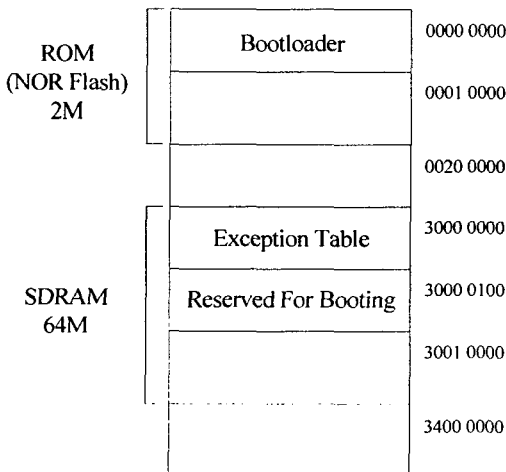 ROM
(NOR Flash)
2M
Bootloader
0000 0000
0001 0000
0020 0000
SDRAM
64M
Exception Table
3000 0000
Reserved For Booting
3000 0100
3001 0000
3400 0000